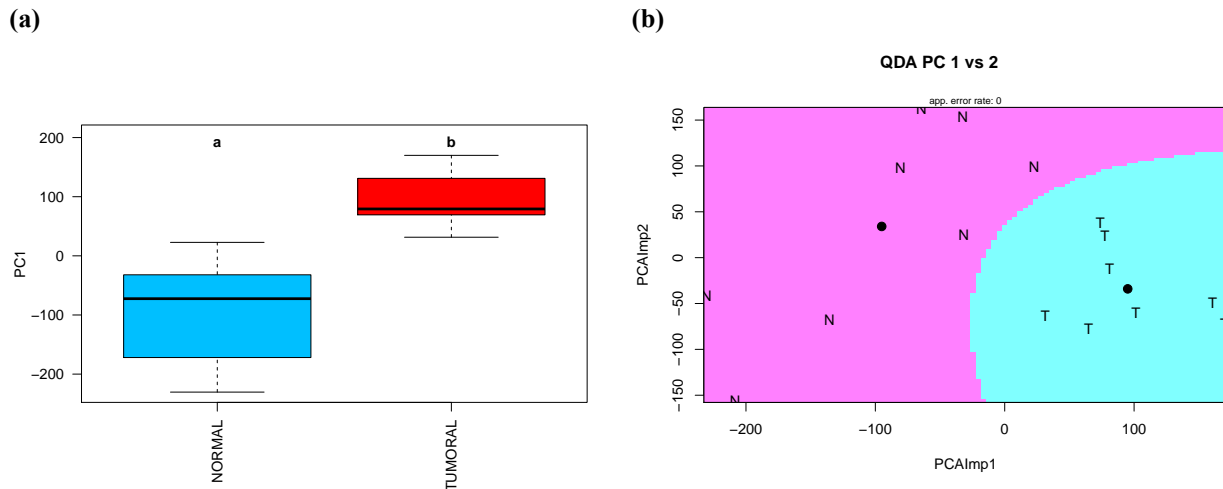 (a)
(b)
QDA PC 1 vs 2
app. error rate: 0
a
b
200
100
0
−100
−200
PC1
NORMAL
TUMORAL
150
100
50
0
−50
−100
−150
PCAImp2
N
N
N
N
N
N
N
N
T
T
T
T
T
T
T
T
−200
−100
0
100
PCAImp1